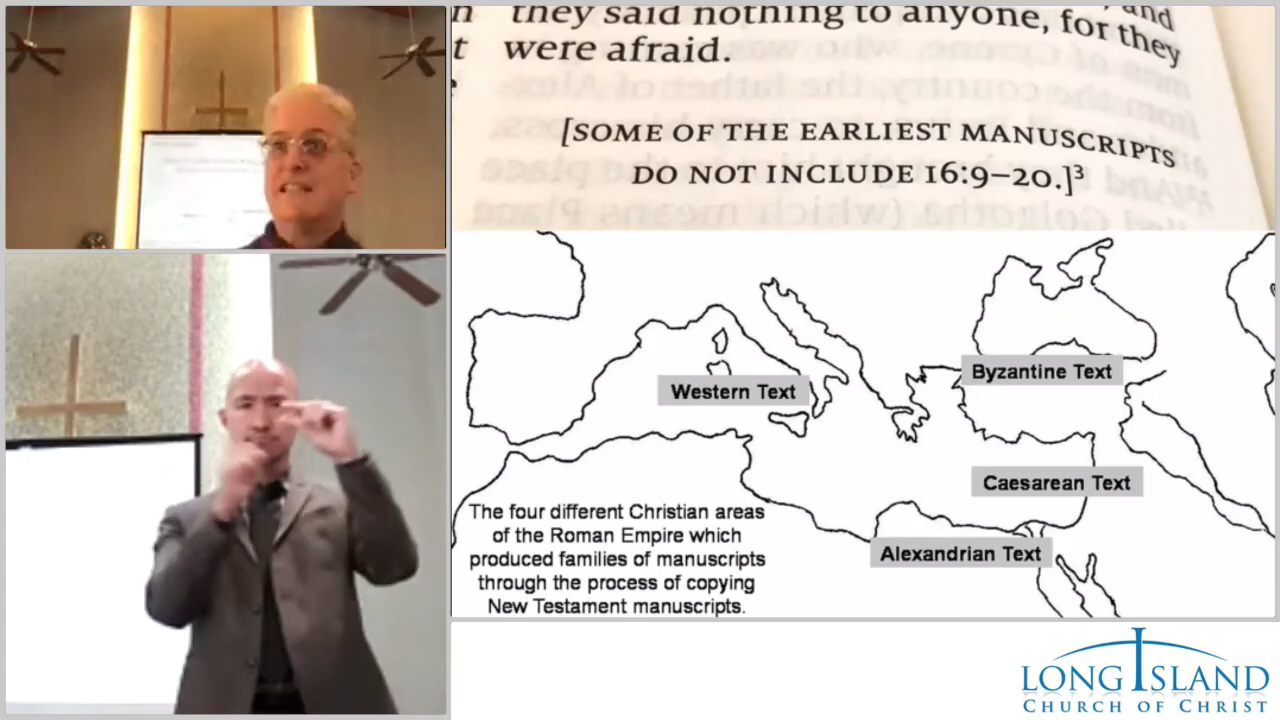 they said nothing to anyone, for they
were afraid.
[SOME OF THE EARLIEST MANUSCRIPTS
DO NOT INCLUDE 16:9–20.]³
Western Text
Byzantine Text
Caesarean Text
Alexandrian Text
The four different Christian areas
of the Roman Empire which
produced families of manuscripts
through the process of copying
New Testament manuscripts.
LONG ISLAND
CHURCH OF CHRIST